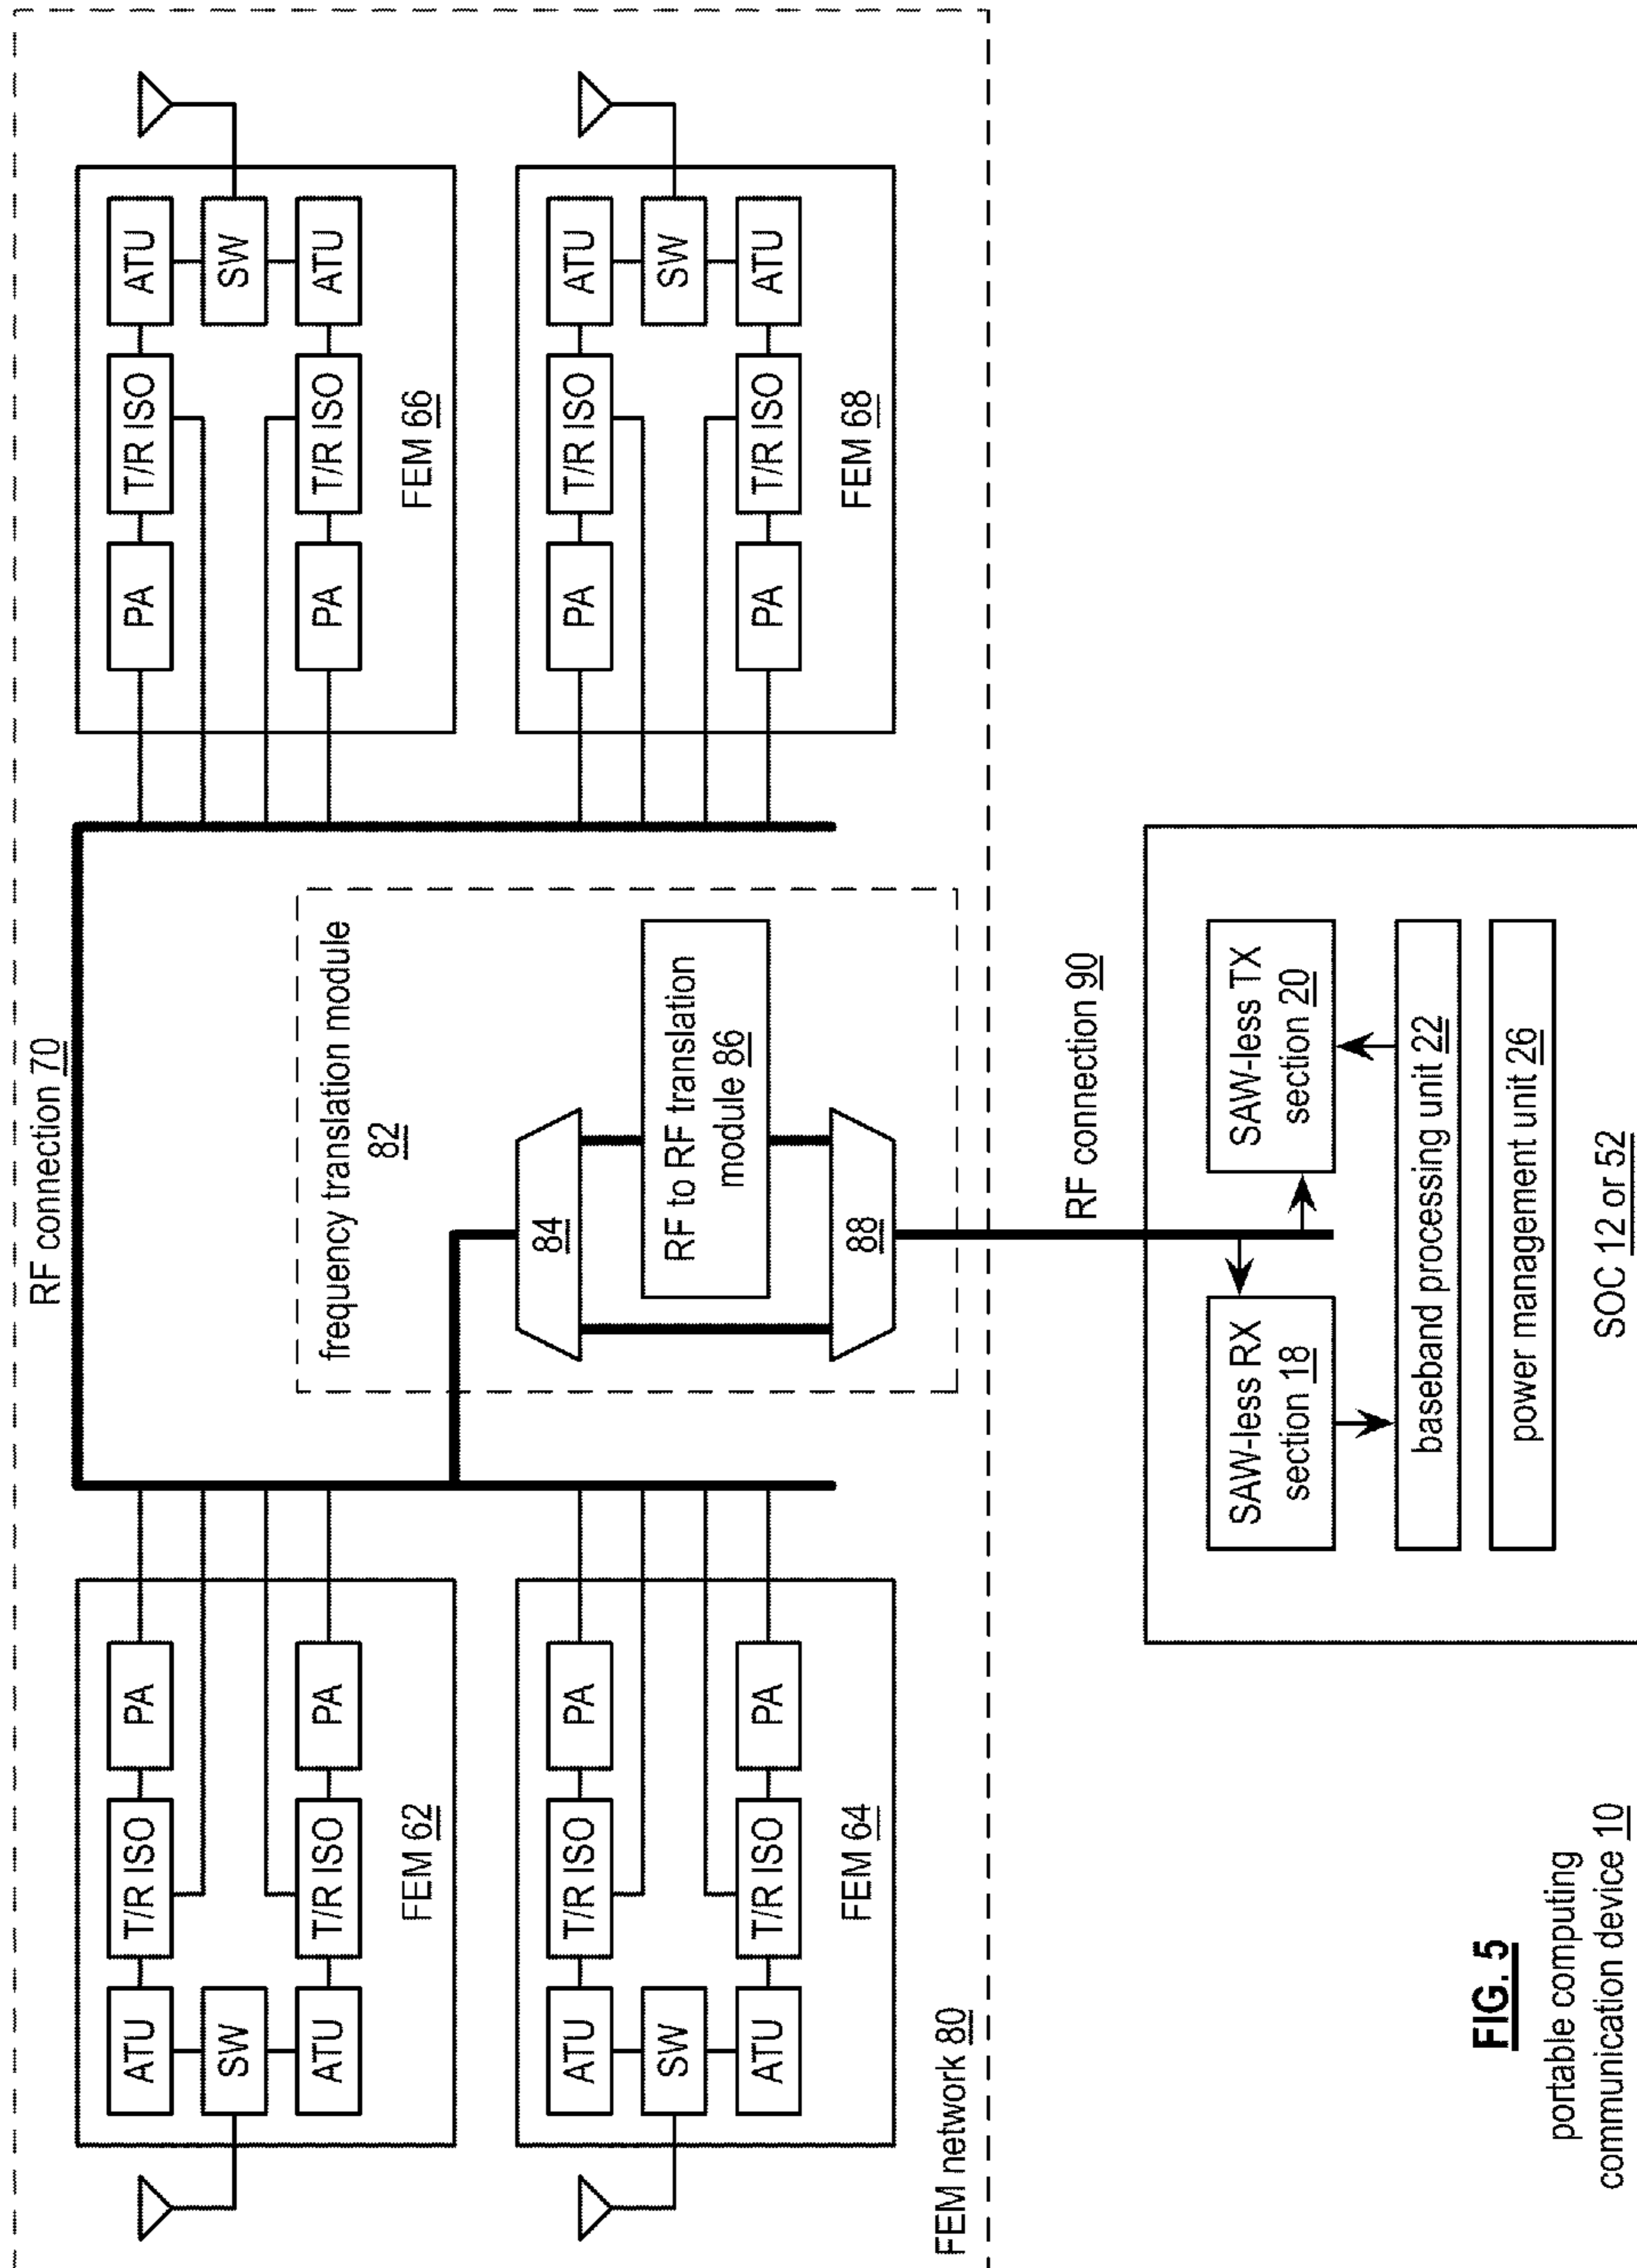 RF connection 70
ATU
T/R ISO
PA
SW
ATU
T/R ISO
PA
FEM 62
PA
T/R ISO
ATU
SW
PA
T/R ISO
ATU
FEM 66
frequency translation module
82
84
RF to RF translation
module 86
88
ATU
T/R ISO
PA
SW
ATU
T/R ISO
PA
FEM 64
PA
T/R ISO
ATU
SW
PA
T/R ISO
ATU
FEM 68
FEM network 80
RF connection 90
SAW-less RX
section 18
SAW-less TX
section 20
baseband processing unit 22
power management unit 26
SOC 12 or 52
FIG. 5
portable computing
communication device 10